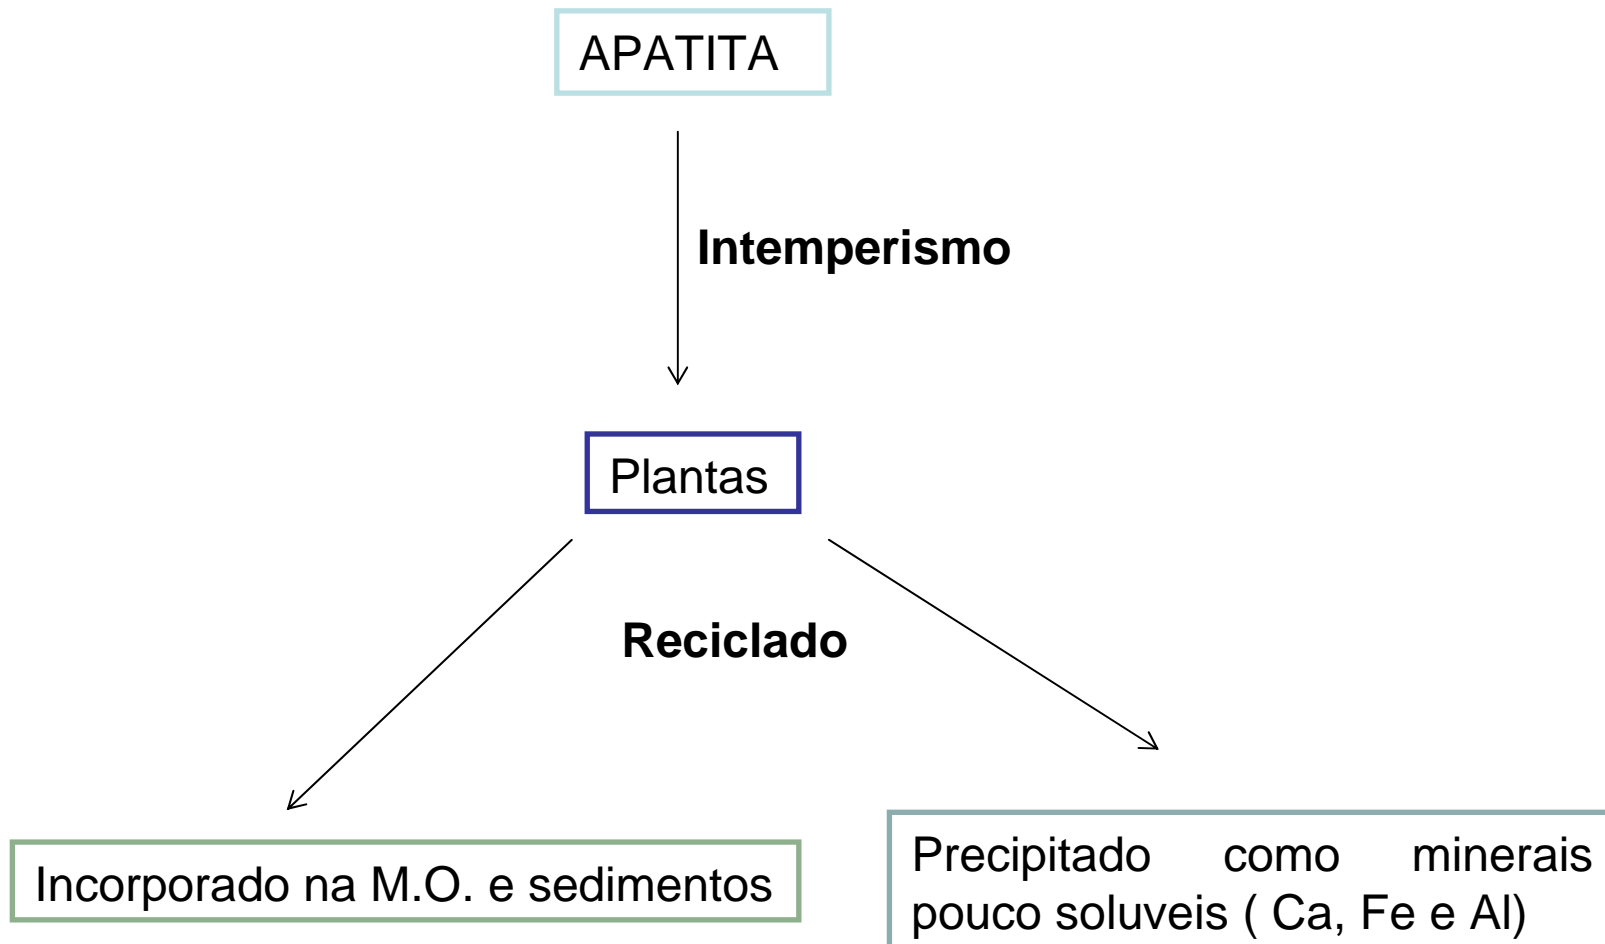 APATITA
Intemperismo
Plantas
Reciclado
Incorporado na M.O. e sedimentos
Precipitado como minerais
pouco soluveis ( Ca, Fe e Al)